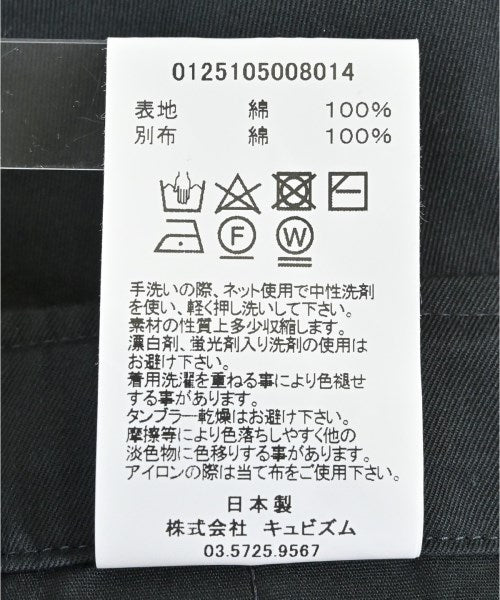 0125105008014
表地 綿 100%
別布 綿 100%
F W
手洗いの際、ネット使用で中性洗剤
を使い、軽く押し洗いして下さい。
素材の性質上多少収縮します。
漂白剤、蛍光剤入り洗剤の使用は
お避け下さい。
着用洗濯を重ねる事により色褪せ
する事があります。
タンブラー乾燥はお避け下さい。
摩擦等により色落ちしやすく他の
淡色物に色移りする事があります。
アイロンの際は当て布をご使用下さい。
日本製
株式会社 キュビズム
03.5725.9567